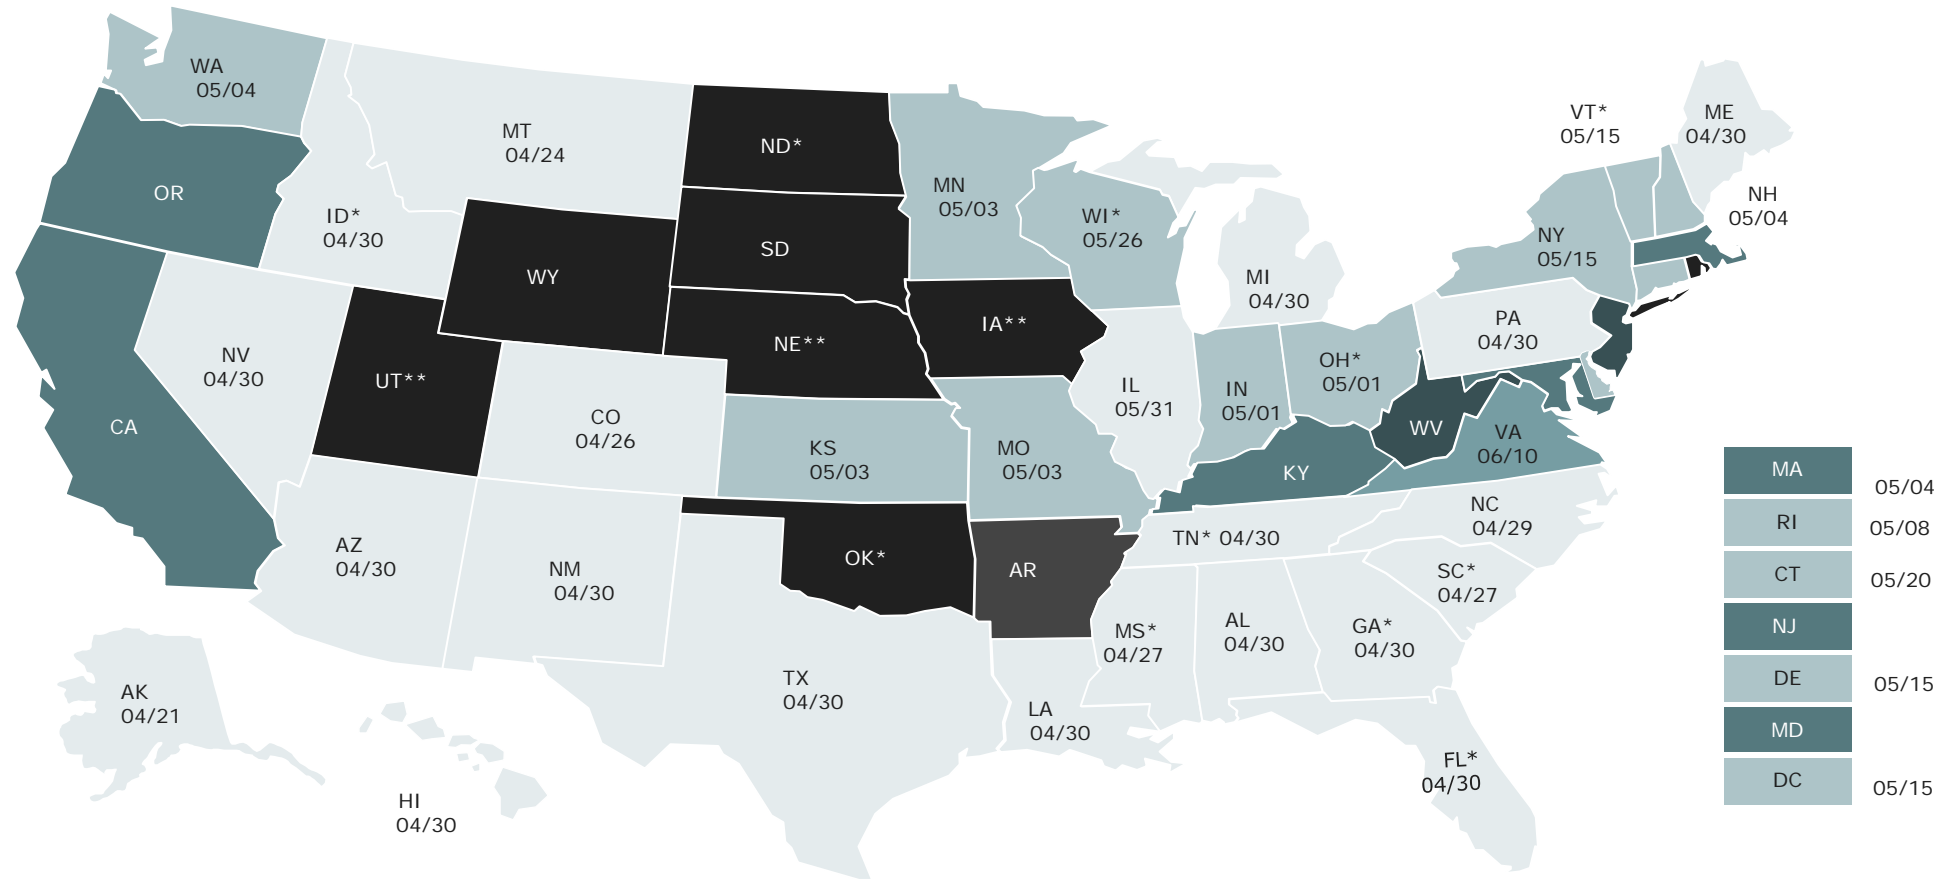 WA
05/04
OR
CA
ID*
04/30
NV
04/30
MT
04/24
WY
UT**
AZ
04/30
CO
04/26
NM
04/30
ND*
SD
NE**
KS
05/03
OK*
TX
04/30
MN
05/03
IA**
MO
05/03
AR
LA
04/30
WI*
05/26
IL
05/31
MI
04/30
IN
05/01
OH*
05/01
KY
TN* 04/30
MS*
04/27
AL
04/30
GA*
04/30
FL*
04/30
SC*
04/27
NC
04/29
VA
06/10
WV
PA
04/30
NY
05/15
VT*
05/15
ME
04/30
NH
05/04
AK
04/21
HI
04/30
MA 05/04
RI 05/08
CT 05/20
NJ
DE 05/15
MD
DC 05/15